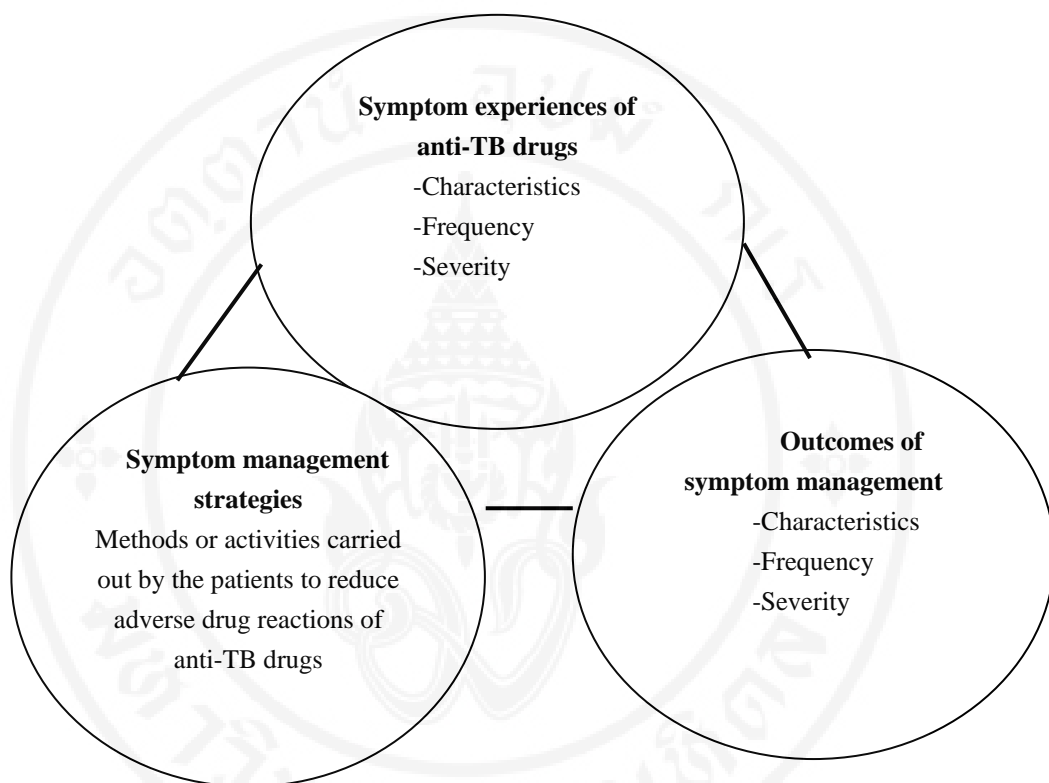 Symptom experiences of
anti-TB drugs
-Characteristics
-Frequency
-Severity
Symptom management
strategies
Methods or activities carried
out by the patients to reduce
adverse drug reactions of
anti-TB drugs
Outcomes of
symptom management
-Characteristics
-Frequency
-Severity